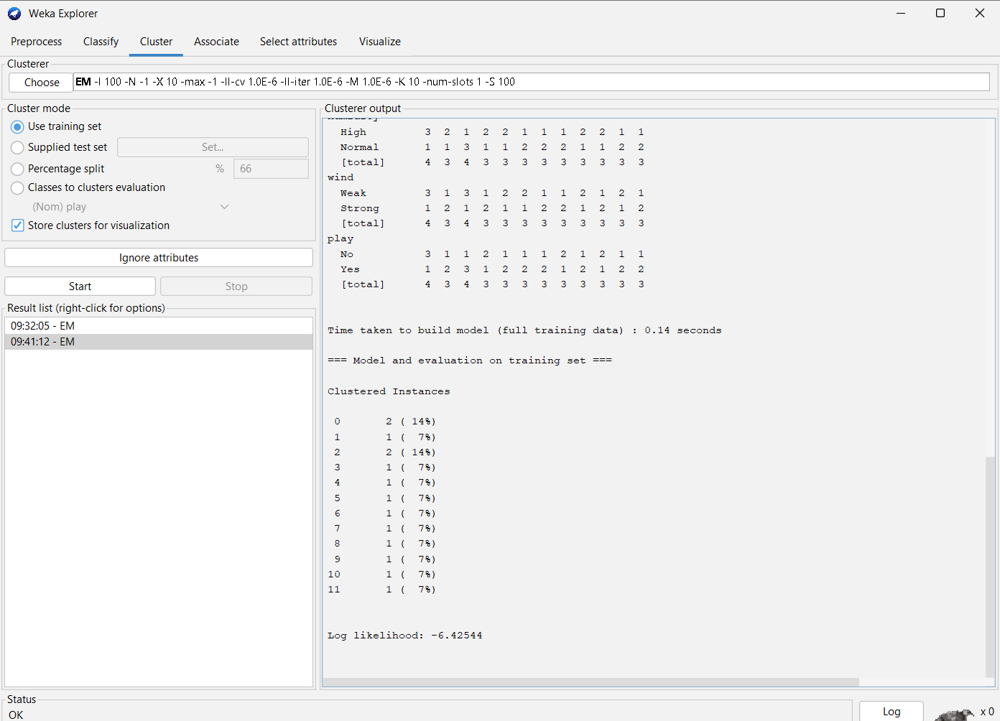 Weka Explorer
Preprocess Classify Cluster Associate Select attributes Visualize
Clusterer
Choose EM -I 100 -N -1 -X 10 -max -1 -ll-cv 1.0E-6 -ll-iter 1.0E-6 -M 1.0E-6 -K 10 -num-slots 1 -S 100
Cluster mode
Use training set
Supplied test set Set...
Percentage split % 66
Classes to clusters evaluation
(Nom) play
Store clusters for visualization
Ignore attributes
Start Stop
Result list (right-click for options)
09:32:05 - EM
09:41:12 - EM
Clusterer output
High 3 2 1 2 2 1 1 1 2 2 1 1
Normal 1 1 3 1 1 2 2 2 1 1 2 2
[total] 4 3 4 3 3 3 3 3 3 3 3 3
wind
Weak 3 1 3 1 2 2 1 1 2 1 2 1
Strong 1 2 1 2 1 1 2 2 1 2 1 2
[total] 4 3 4 3 3 3 3 3 3 3 3 3
play
No 3 1 1 2 1 1 1 2 1 2 1 1
Yes 1 2 3 1 2 2 2 1 2 1 2 2
[total] 4 3 4 3 3 3 3 3 3 3 3 3
Time taken to build model (full training data) : 0.14 seconds
=== Model and evaluation on training set ===
Clustered Instances
0 2 ( 14%)
1 1 ( 7%)
2 2 ( 14%)
3 1 ( 7%)
4 1 ( 7%)
5 1 ( 7%)
6 1 ( 7%)
7 1 ( 7%)
8 1 ( 7%)
9 1 ( 7%)
10 1 ( 7%)
11 1 ( 7%)
Log likelihood: -6.42544
Status
OK
Log x 0